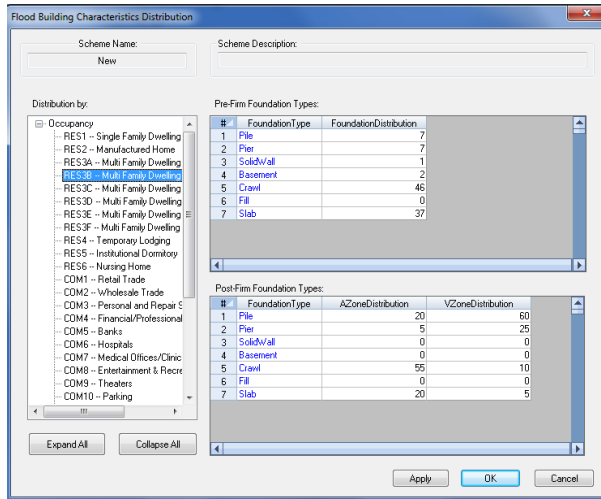 Flood Building Characteristics Distribution
Scheme Name:
Scheme Description:
New
Distribution by:
Occupancy
RES1 -- Single Family Dwelling
RES2 -- Manufactured Home
RES3A -- Multi Family Dwelling
RES3B -- Multi Family Dwelling
RES3C -- Multi Family Dwelling
RES3D -- Multi Family Dwelling
RES3E -- Multi Family Dwelling
RES3F -- Multi Family Dwelling
RES4 -- Temporary Lodging
RES5 -- Institutional Dormitory
RES6 -- Nursing Home
COM1 -- Retail Trade
COM2 -- Wholesale Trade
COM3 -- Personal and Repair S
COM4 -- Financial/Professional
COM5 -- Banks
COM6 -- Hospitals
COM7 -- Medical Offices/Clinic
COM8 -- Entertainment & Recre
COM9 -- Theaters
COM10 -- Parking
Expand All
Collapse All
Pre-Firm Foundation Types:
# FoundationType FoundationDistribution
1 Pile 7
2 Pier 7
3 SolidWall 1
4 Basement 2
5 Crawl 46
6 Fill 0
7 Slab 37
Post-Firm Foundation Types:
# FoundationType AZoneDistribution VZoneDistribution
1 Pile 20 60
2 Pier 5 25
3 SolidWall 0 0
4 Basement 0 0
5 Crawl 55 10
6 Fill 0 0
7 Slab 20 5
Apply
OK
Cancel